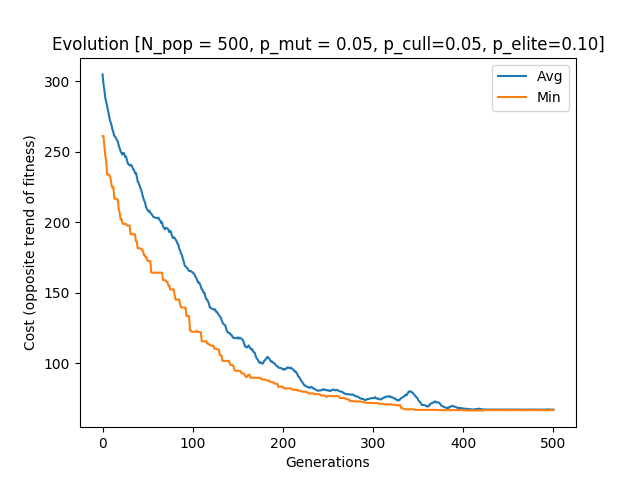 Evolution [N_pop = 500, p_mut = 0.05, p_cull=0.05, p_elite=0.10]
Avg
Min
Cost (opposite trend of fitness)
300
250
200
150
100
0
100
200
300
400
500
Generations